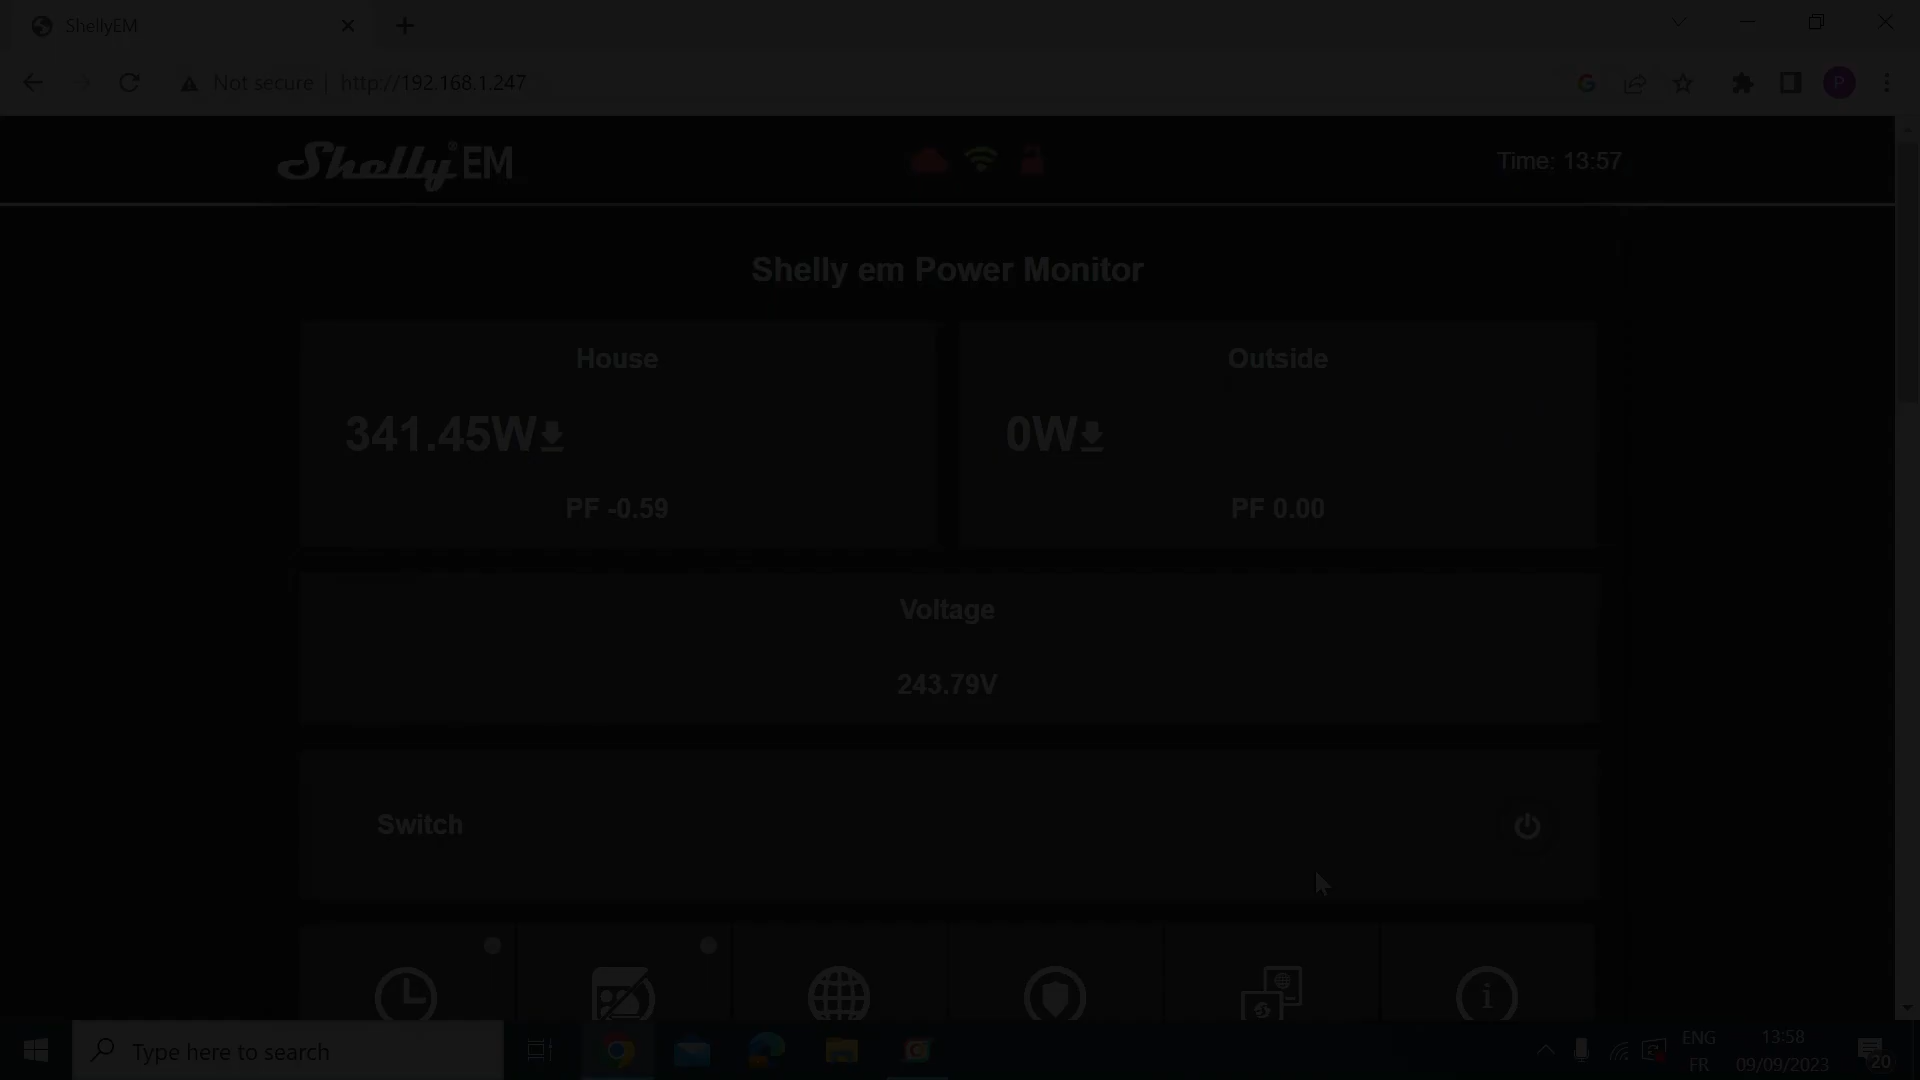 ShellyEM
Not secure | http://192.168.1.247
P
Shelly® EM
Time: 13:57
Shelly em Power Monitor
House
Outside
341.45W
0W
PF -0.59
PF 0.00
Voltage
243.79V
Switch
Type here to search
ENG
FR
13:58
09/09/2023
20